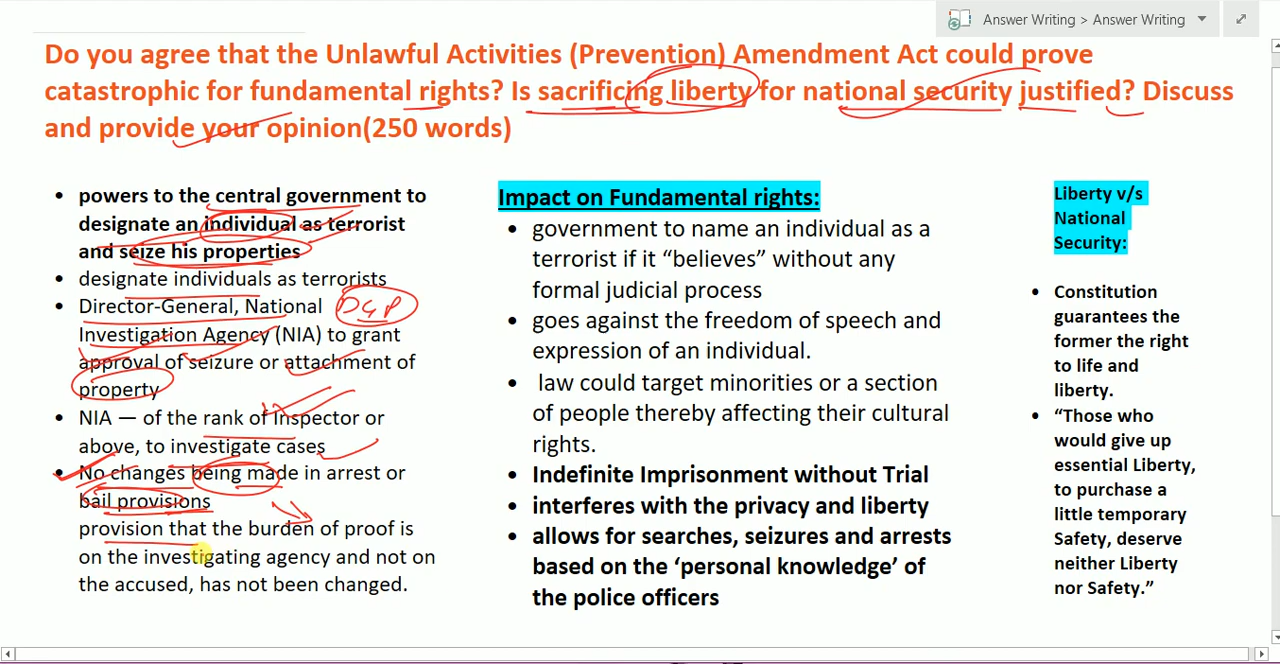 Answer Writing > Answer Writing
Do you agree that the Unlawful Activities (Prevention) Amendment Act could prove
catastrophic for fundamental rights? Is sacrificing liberty for national security justified? Discuss
and provide your opinion(250 words)
• powers to the central government to
designate an individual as terrorist
and seize his properties
• designate individuals as terrorists
• Director-General, National DGP
Investigation Agency (NIA) to grant
approval of seizure or attachment of
property
• NIA — of the rank of Inspector or
above, to investigate cases
• No changes being made in arrest or
bail provisions
provision that the burden of proof is
on the investigating agency and not on
the accused, has not been changed.
Impact on Fundamental rights:
• government to name an individual as a
terrorist if it “believes” without any
formal judicial process
• goes against the freedom of speech and
expression of an individual.
• law could target minorities or a section
of people thereby affecting their cultural
rights.
• Indefinite Imprisonment without Trial
• interferes with the privacy and liberty
• allows for searches, seizures and arrests
based on the ‘personal knowledge’ of
the police officers
Liberty v/s
National
Security:
• Constitution
guarantees the
former the right
to life and
liberty.
• “Those who
would give up
essential Liberty,
to purchase a
little temporary
Safety, deserve
neither Liberty
nor Safety.”